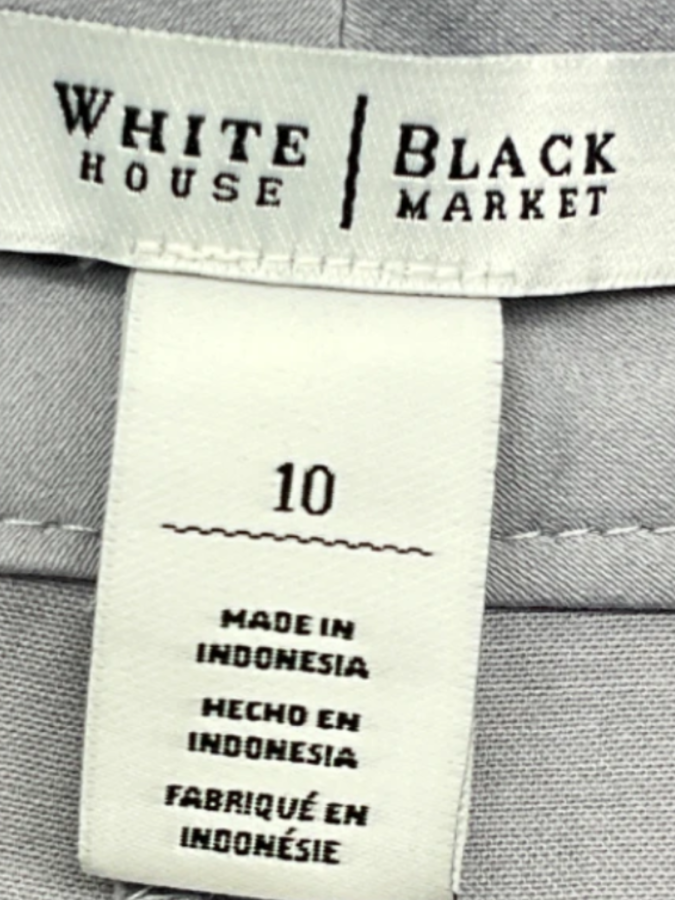 WHITE | BLACK
HOUSE | MARKET
10
MADE IN
INDONESIA
HECHO EN
INDONESIA
FABRIQUÉ EN
INDONÉSIE